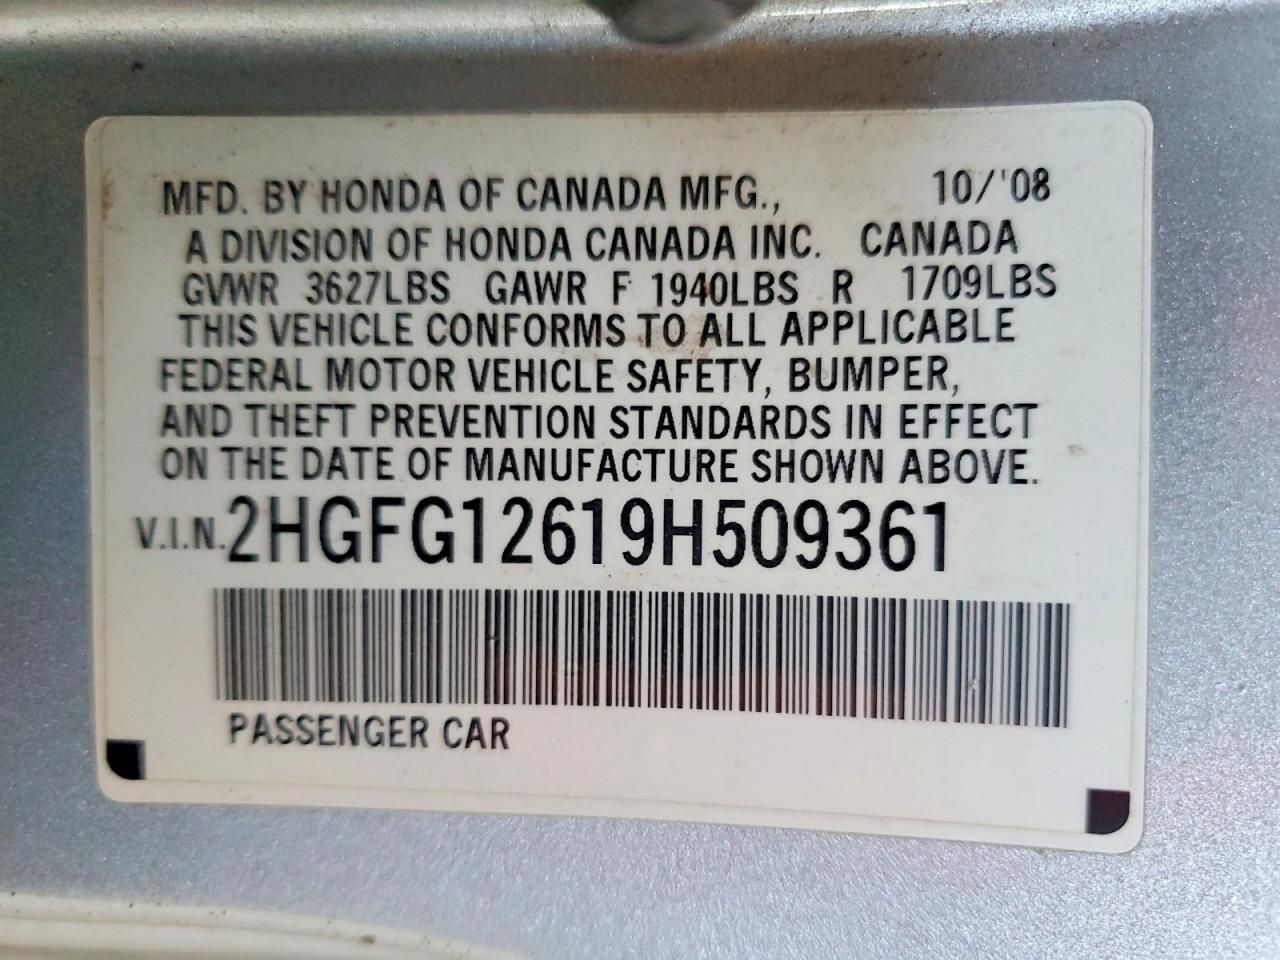 MFD. BY HONDA OF CANADA MFG., 10/'08
A DIVISION OF HONDA CANADA INC. CANADA
GVWR 3627LBS GAWR F 1940LBS R 1709LBS
THIS VEHICLE CONFORMS TO ALL APPLICABLE
FEDERAL MOTOR VEHICLE SAFETY, BUMPER,
AND THEFT PREVENTION STANDARDS IN EFFECT
ON THE DATE OF MANUFACTURE SHOWN ABOVE.
V.I.N. 2HGFG12619H509361
PASSENGER CAR